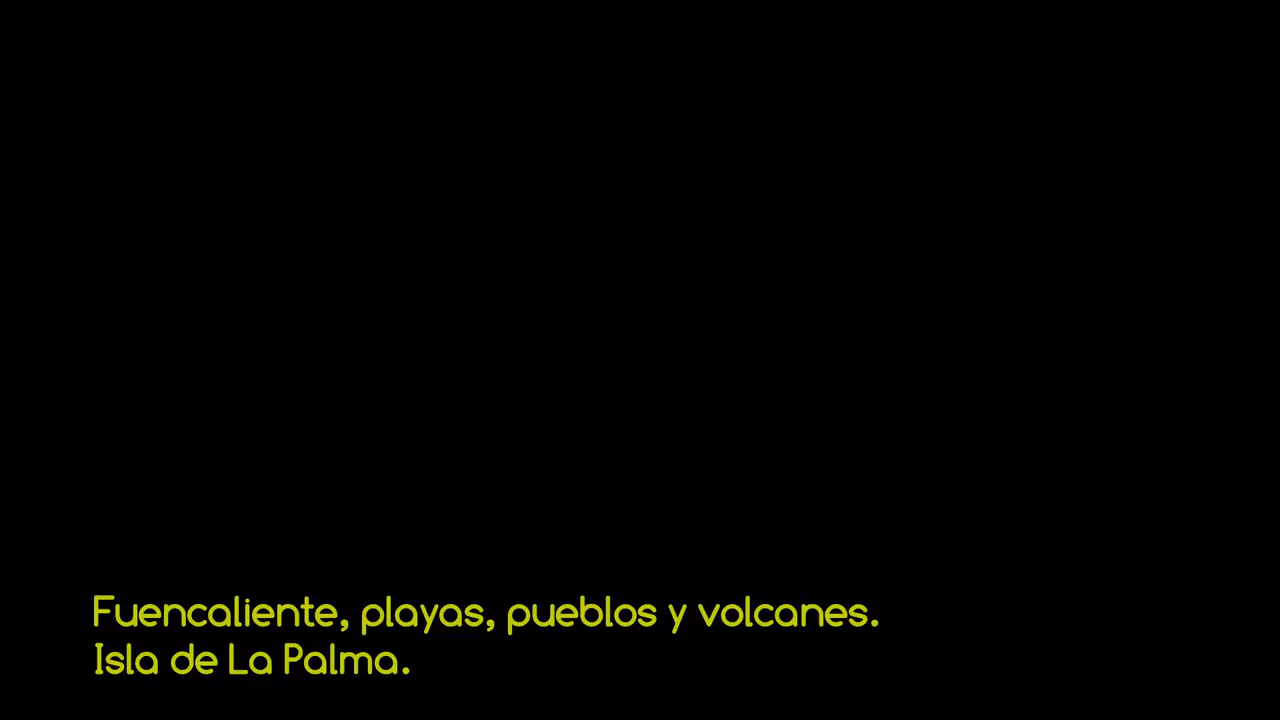 Fuencaliente, playas, pueblos y volcanes.
Isla de La Palma.